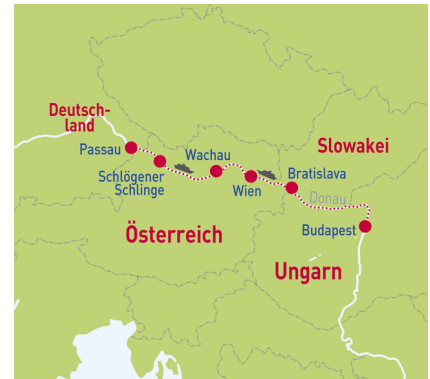 Deutsch-
land
Passau
Schlögener
Schlinge
Wachau
Wien
Slowakei
Bratislava
Donau
Budapest
Österreich
Ungarn